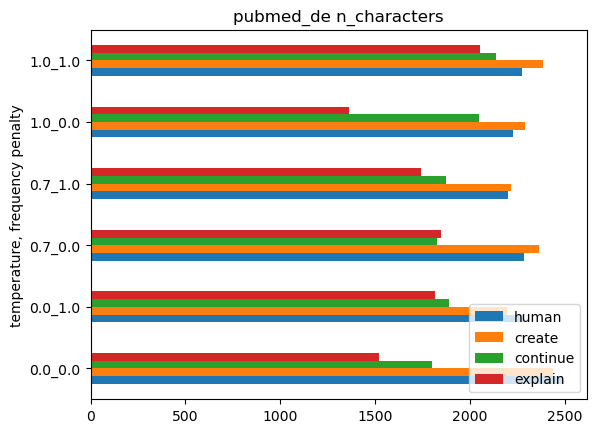 pubmed_de n_characters
temperature, frequency penalty
1.0_1.0
1.0_0.0
0.7_1.0
0.7_0.0
0.0_1.0
0.0_0.0
human
create
continue
explain
0 500 1000 1500 2000 2500